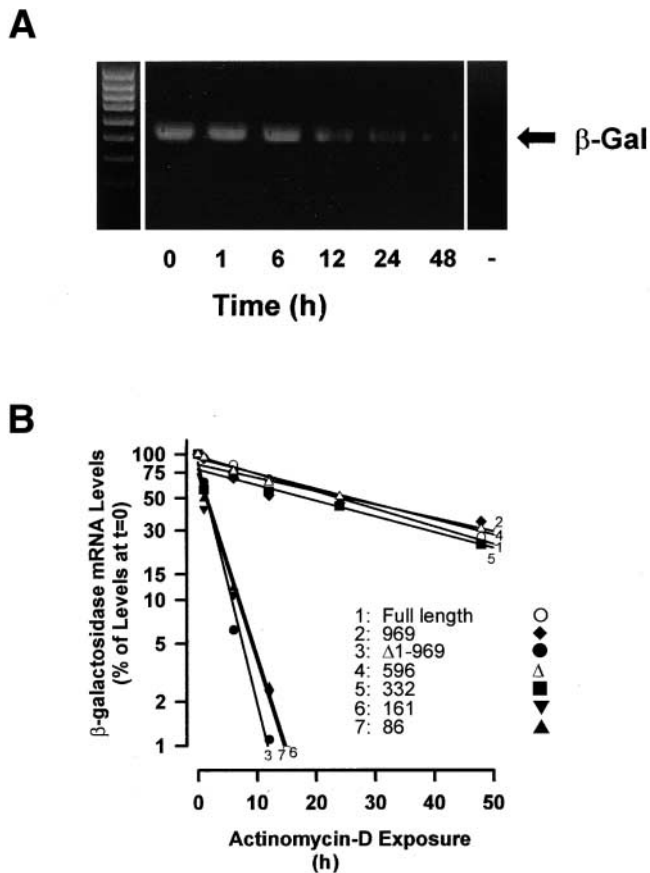 A
β-Gal
0 1 6 12 24 48 -
Time (h)
B
β-galactosidase mRNA Levels
(% of Levels at t=0)
100
75
50
30
15
10
5
2
1
2
4
1
5
1: Full length
2: 969
3: Δ1-969
4: 596
5: 332
6: 161
7: 86
3 7 6
0 10 20 30 40 50
Actinomycin-D Exposure
(h)